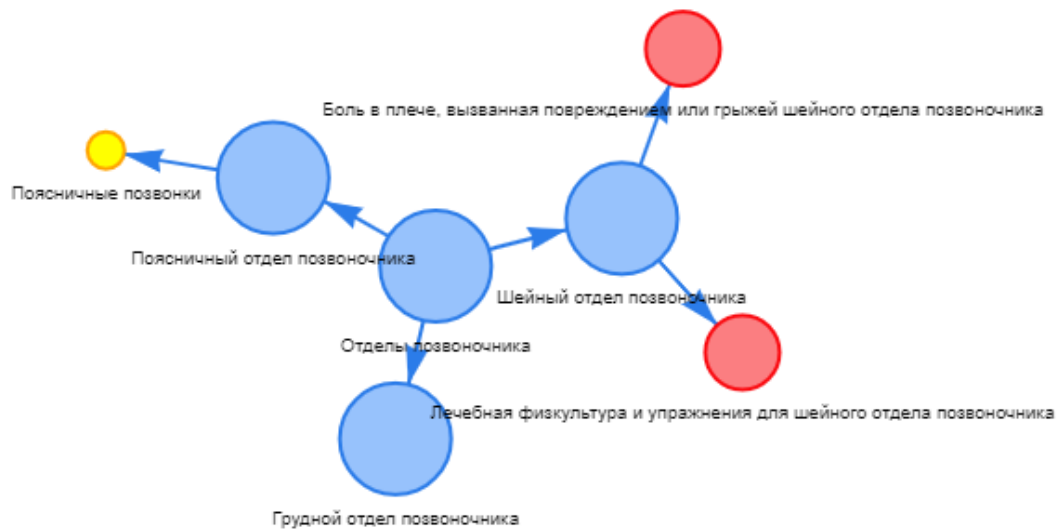 Боль в плече, вызванная повреждением или грыжей шейного отдела позвоночника
Поясничные позвонки
Поясничный отдел позвоночника
Шейный отдел позвоночника
Отделы позвоночника
Лечебная физкультура и упражнения для шейного отдела позвоночника
Грудной отдел позвоночника